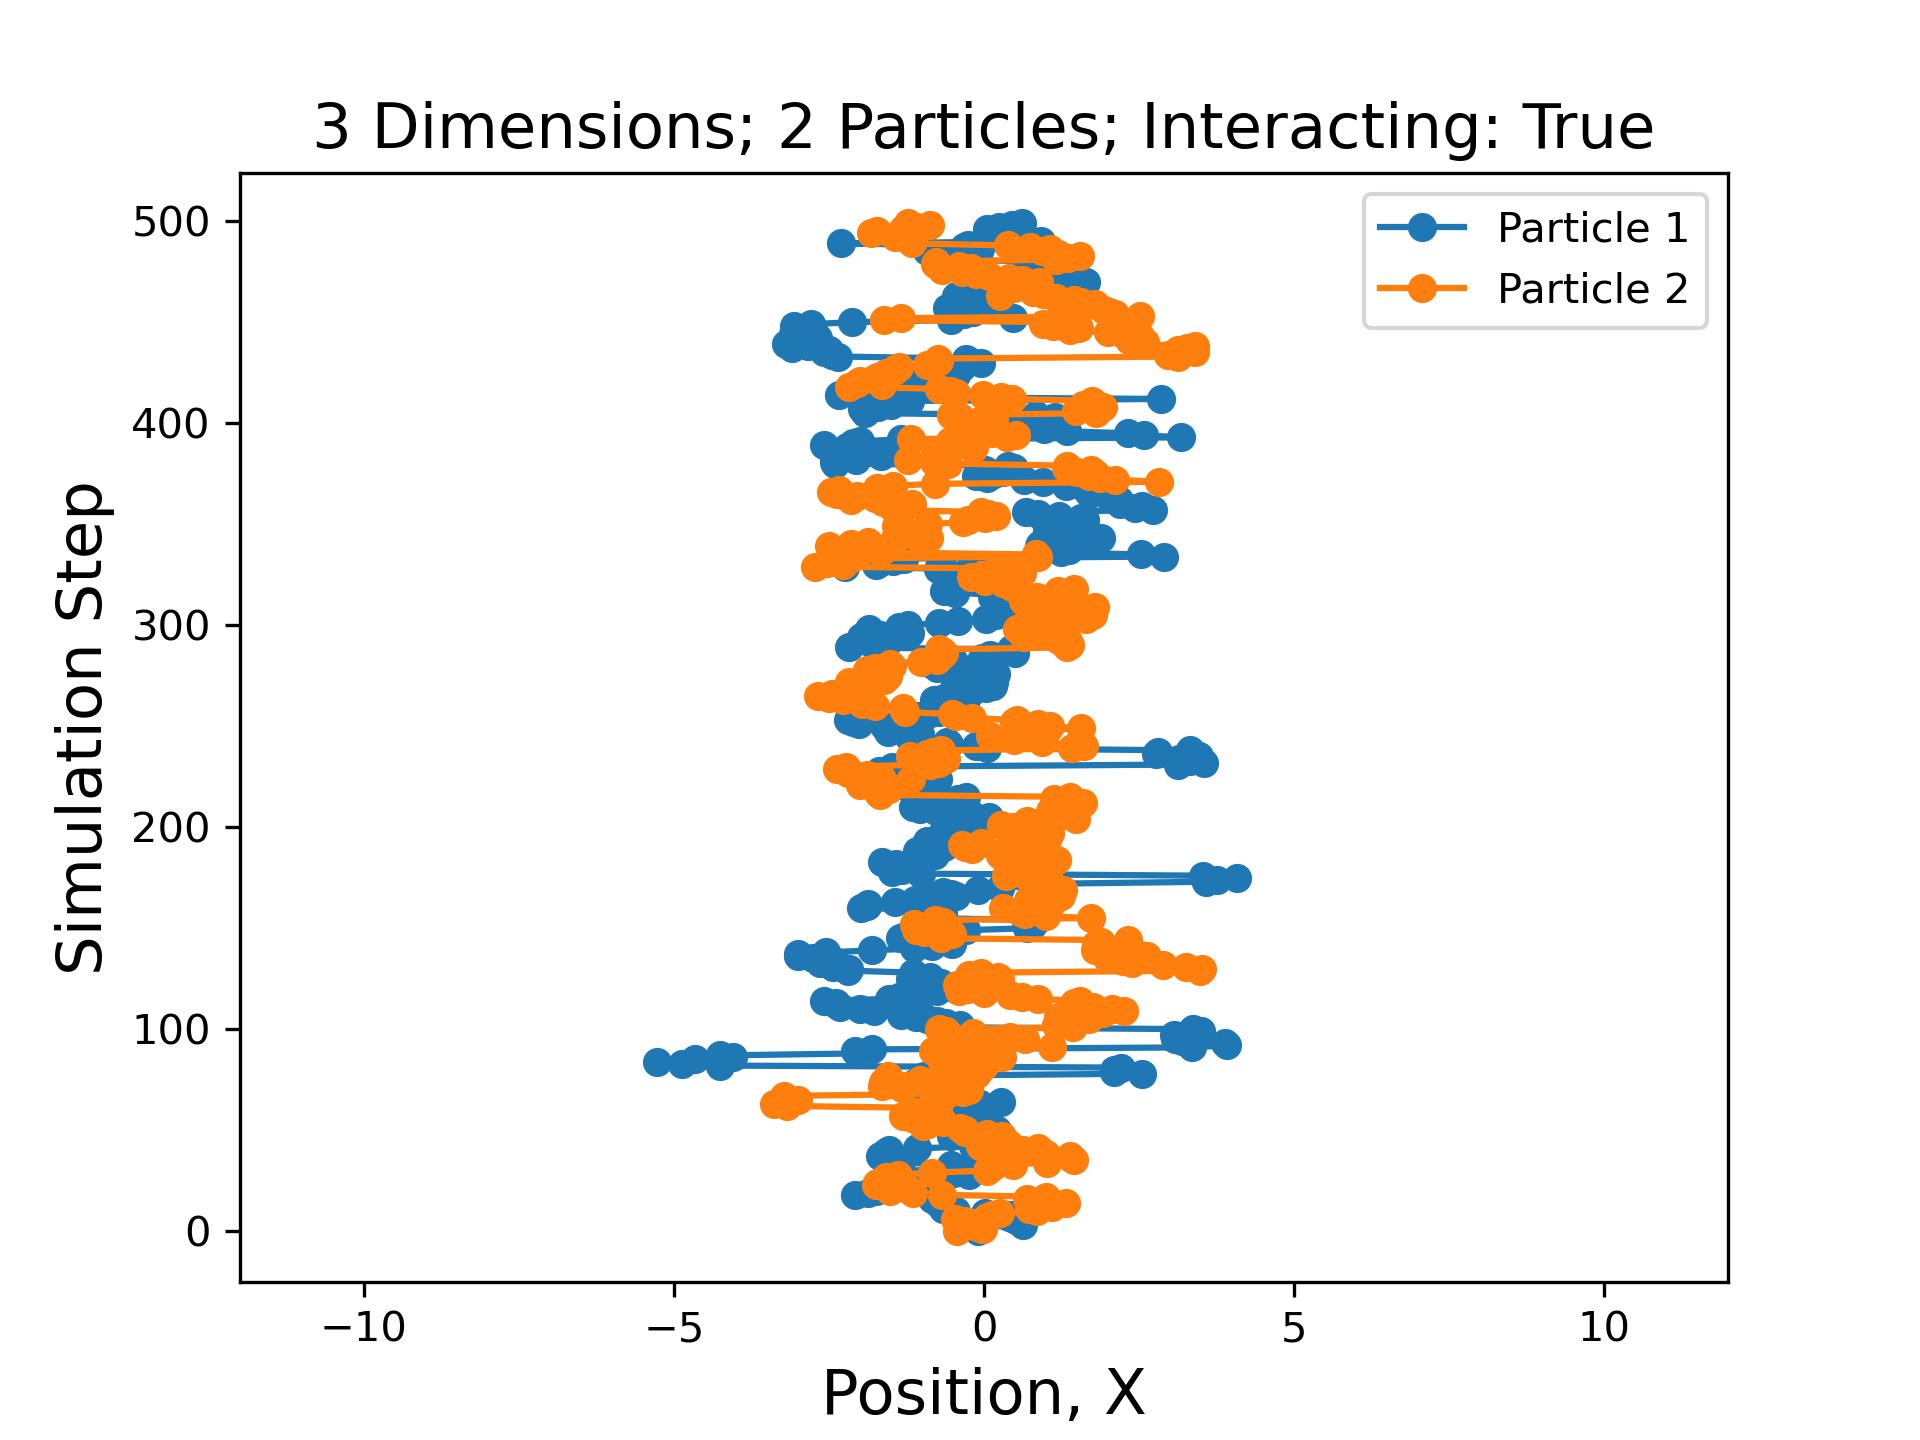 3 Dimensions; 2 Particles; Interacting: True
Particle 1
Particle 2
Simulation Step
500
400
300
200
100
0
−10
−5
0
5
10
Position, X